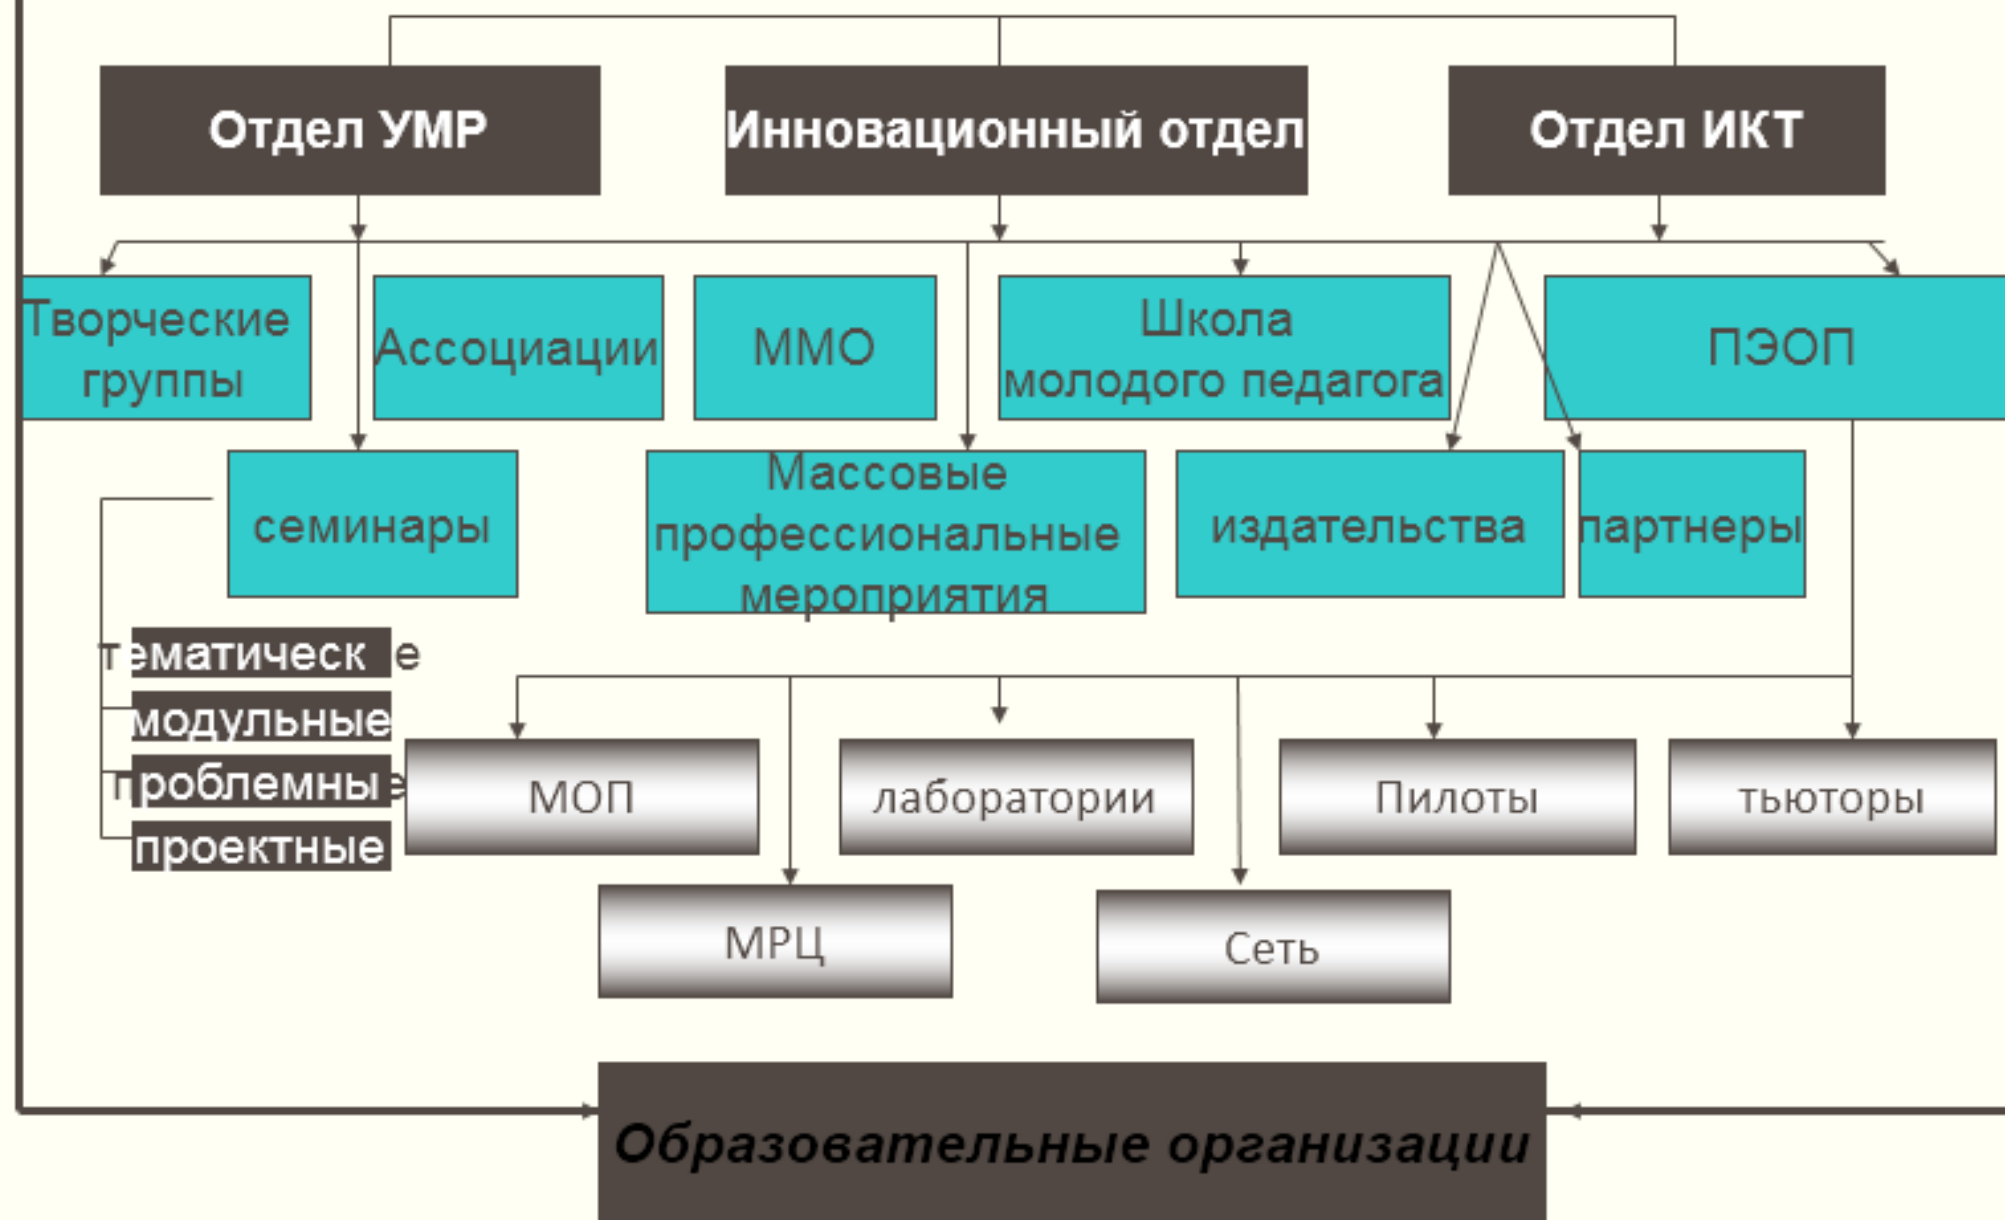 Отдел УМР
Инновационный отдел
Отдел ИКТ
Творческие
группы
Ассоциации
ММО
Школа
молодого педагога
ПЭОП
семинары
Массовые
профессиональные
мероприятия
издательства
партнеры
тематическе
модульные
проблемные
проектные
МОП
лаборатории
Пилоты
тьюторы
МРЦ
Сеть
Образовательные организации